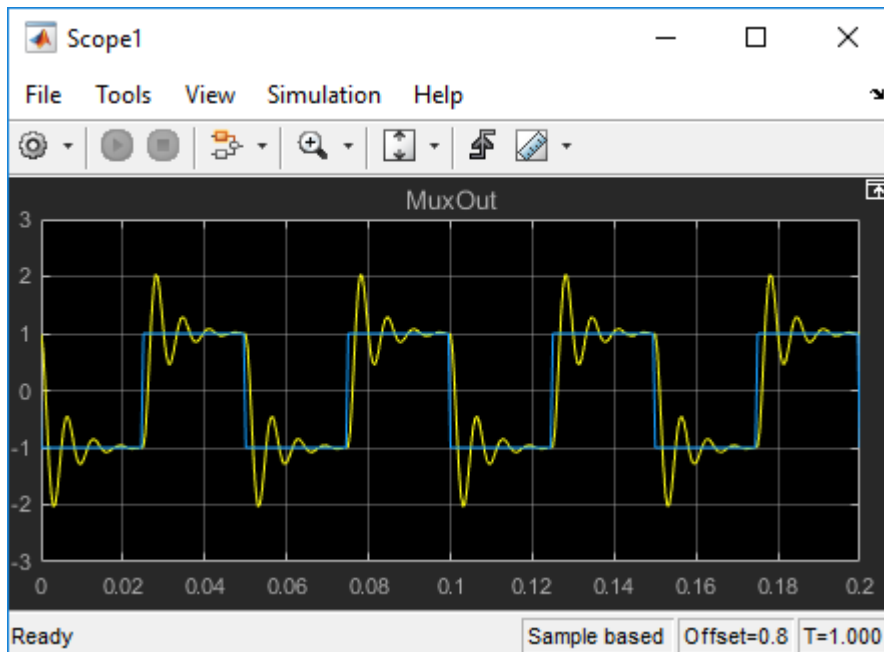 Scope1
File Tools View Simulation Help
MuxOut
3
2
1
0
-1
-2
-3
0 0.02 0.04 0.06 0.08 0.1 0.12 0.14 0.16 0.18 0.2
Ready Sample based Offset=0.8 T=1.000